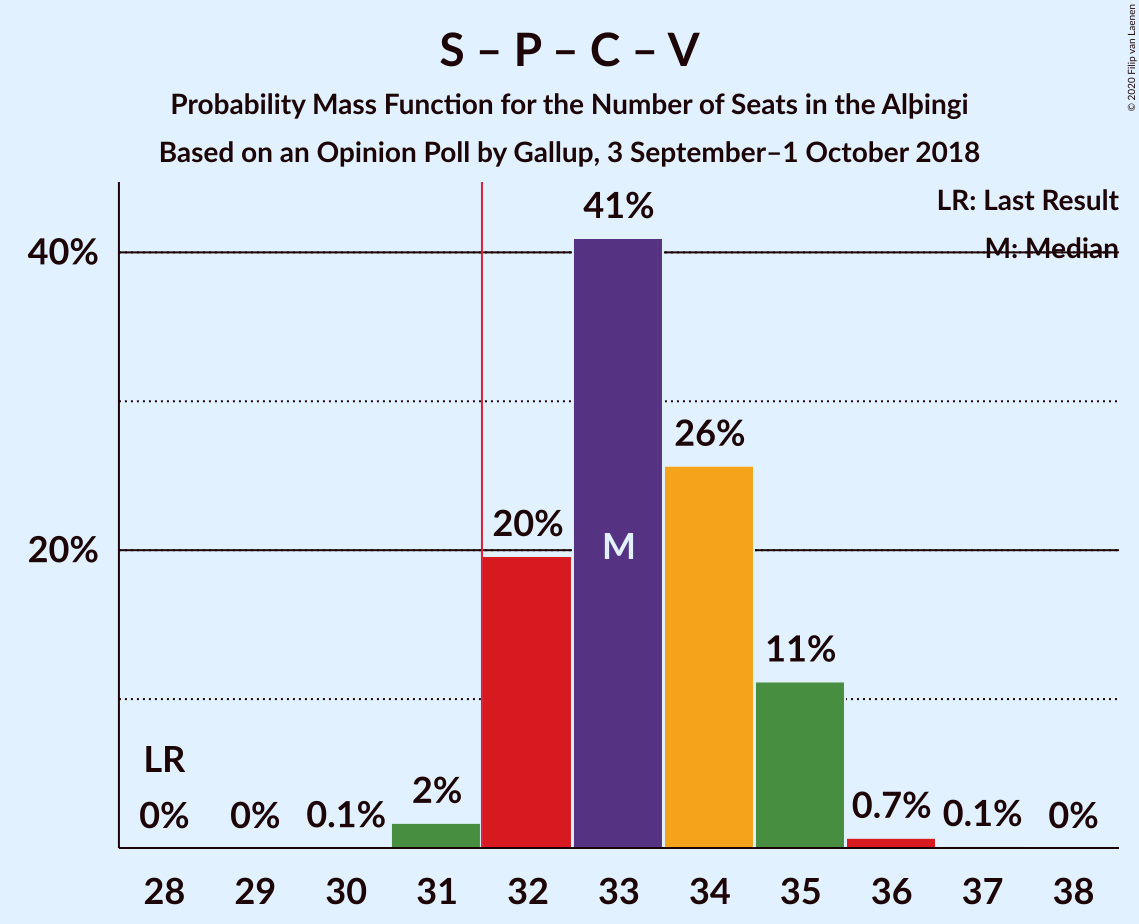 S – P – C – V
Probability Mass Function for the Number of Seats in the Alþingi
Based on an Opinion Poll by Gallup, 3 September–1 October 2018
© 2020 Filip van Laenen
LR: Last Result
M: Median
40%
20%
41%
26%
20%
M
11%
LR
0%
0%
0.1%
2%
0.7%
0.1%
0%
28 29 30 31 32 33 34 35 36 37 38